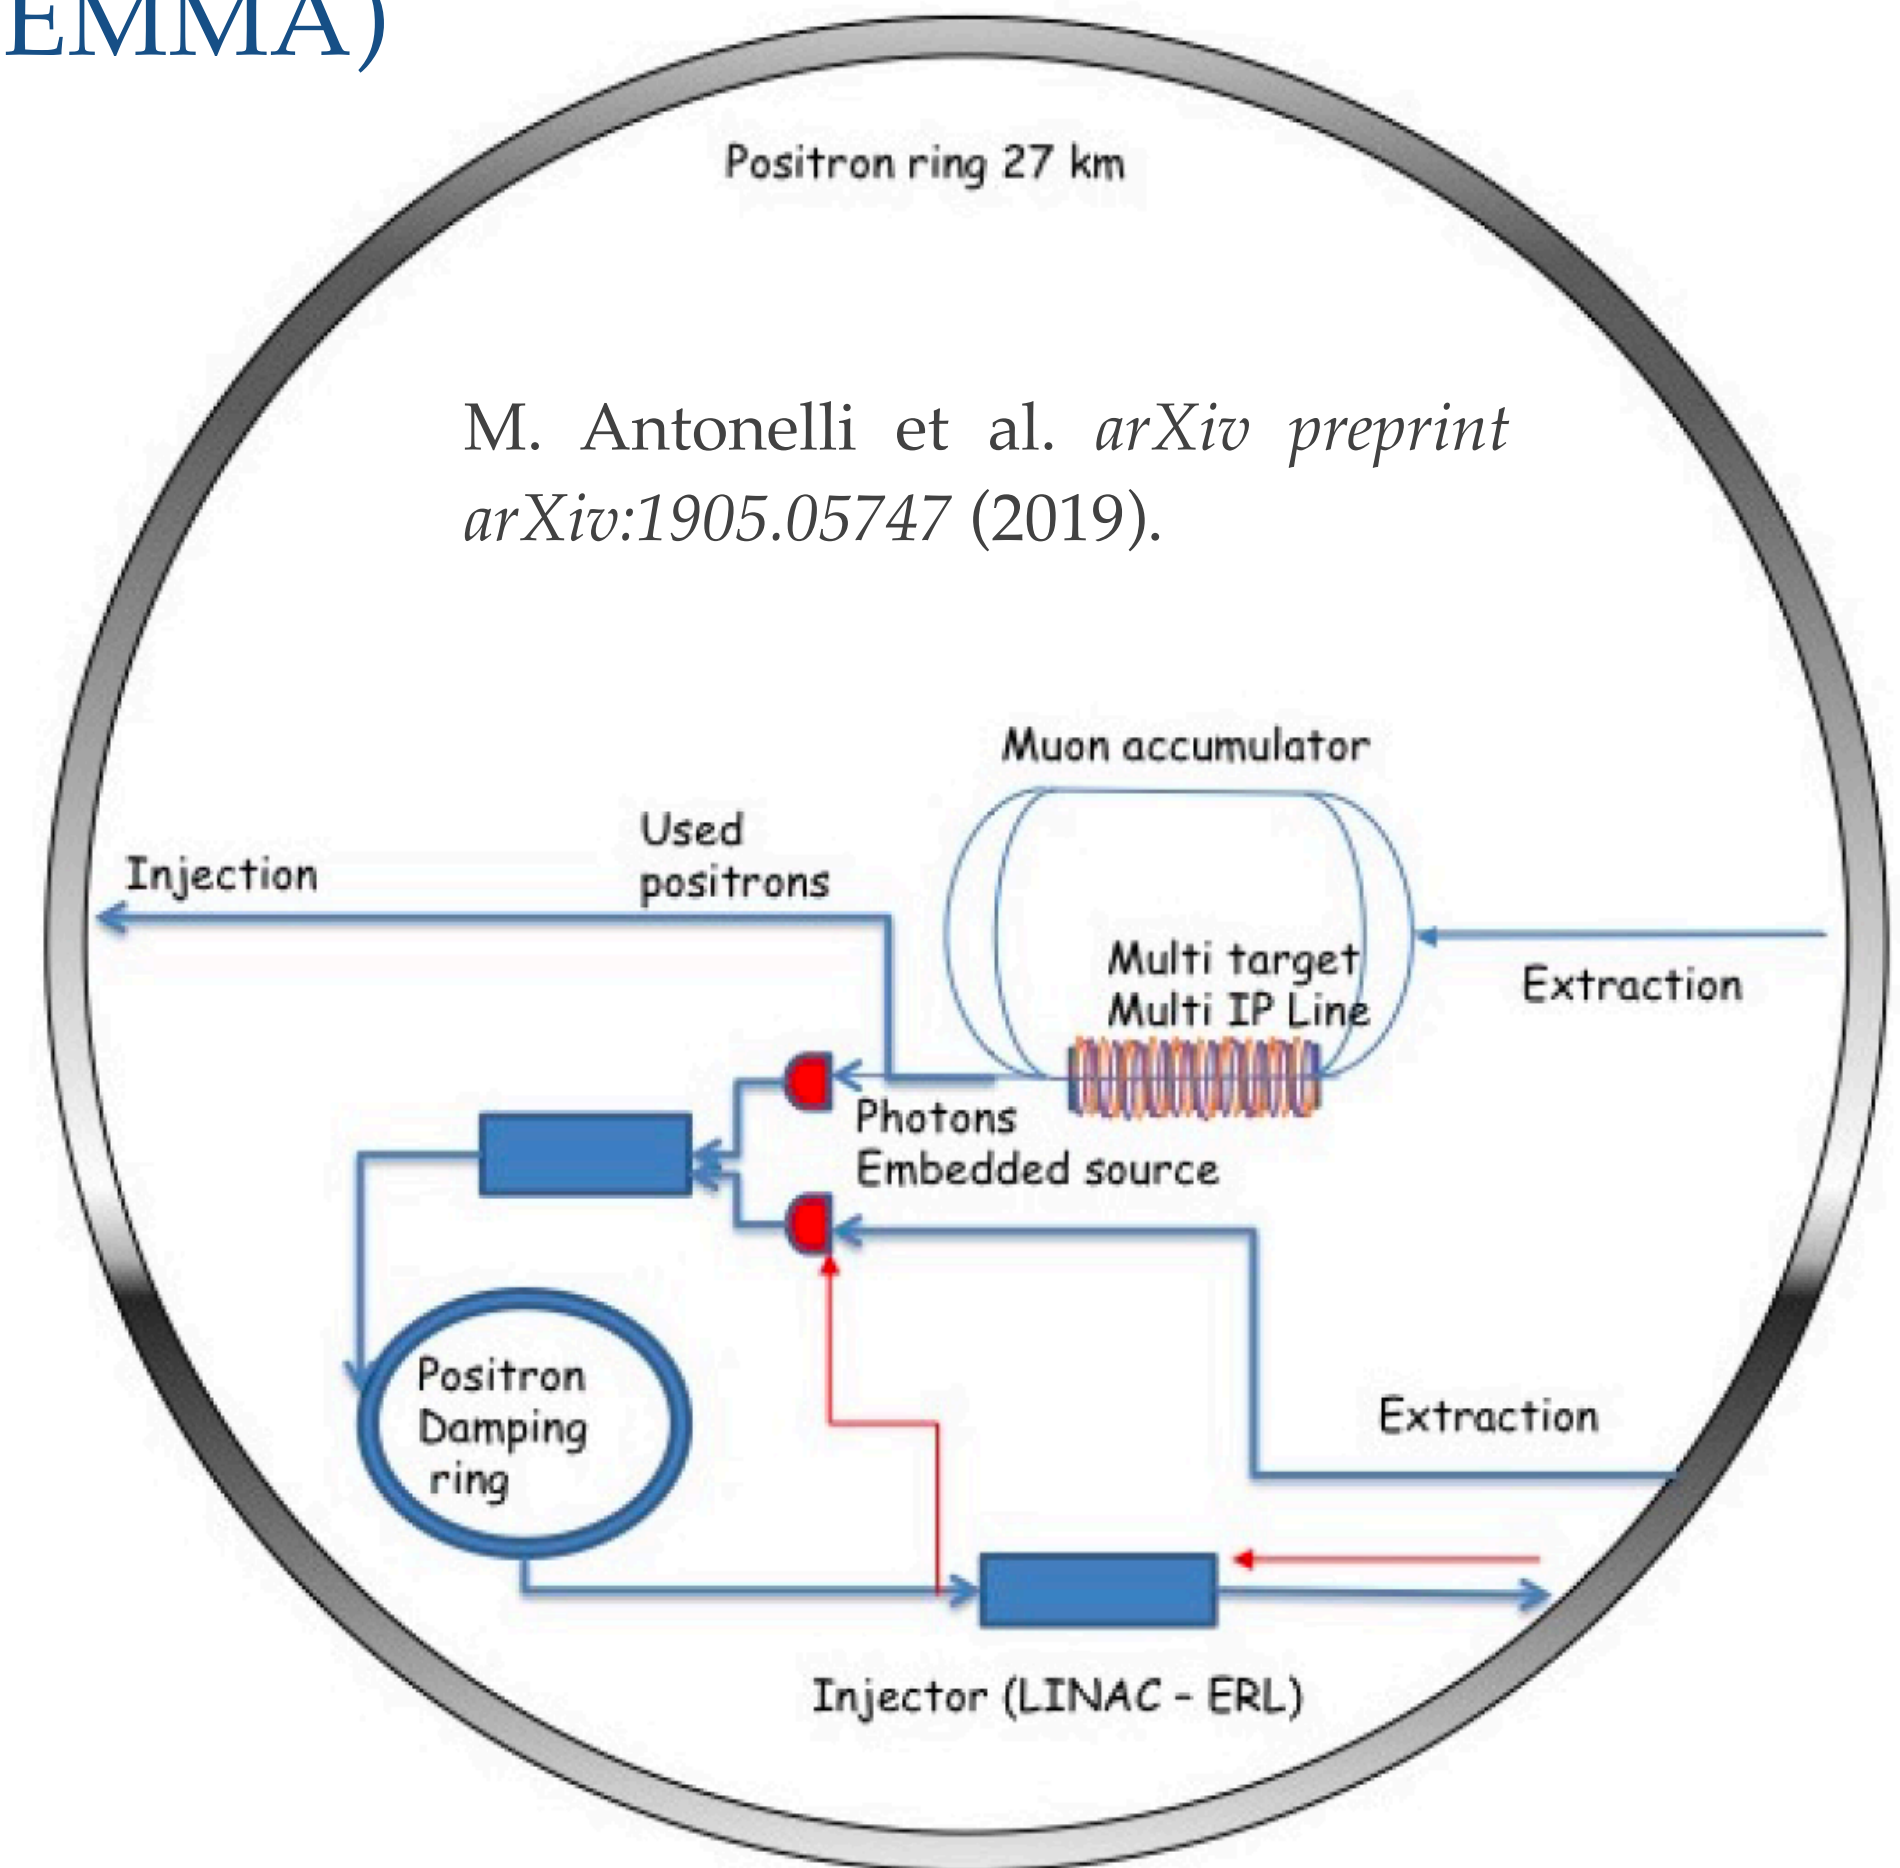 EMMA)
Positron ring 27 km
M. Antonelli et al. arXiv preprint
arXiv:1905.05747 (2019).
Muon accumulator
Used
positrons
Injection
Multi target
Multi IP Line
Extraction
Photons
Embedded source
Positron
Damping
ring
Extraction
Injector (LINAC - ERL)